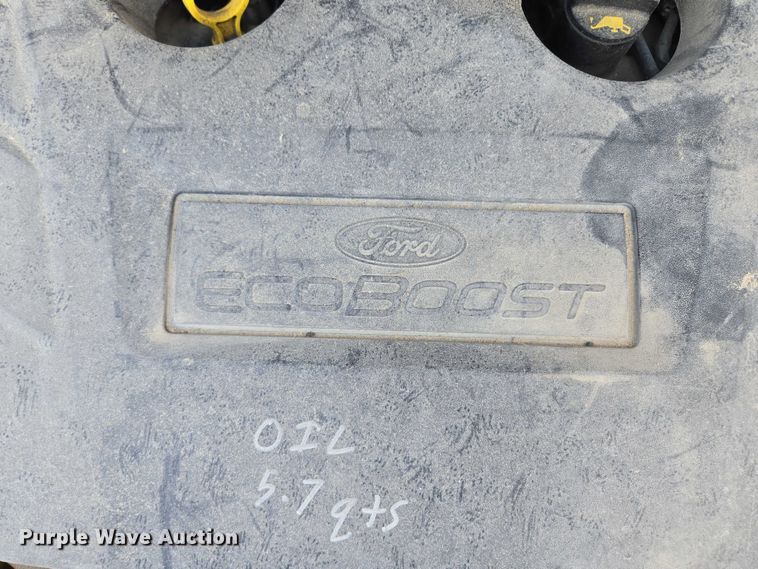 Ford
ECOBOOST
OIL
5.7 qts
Purple Wave Auction